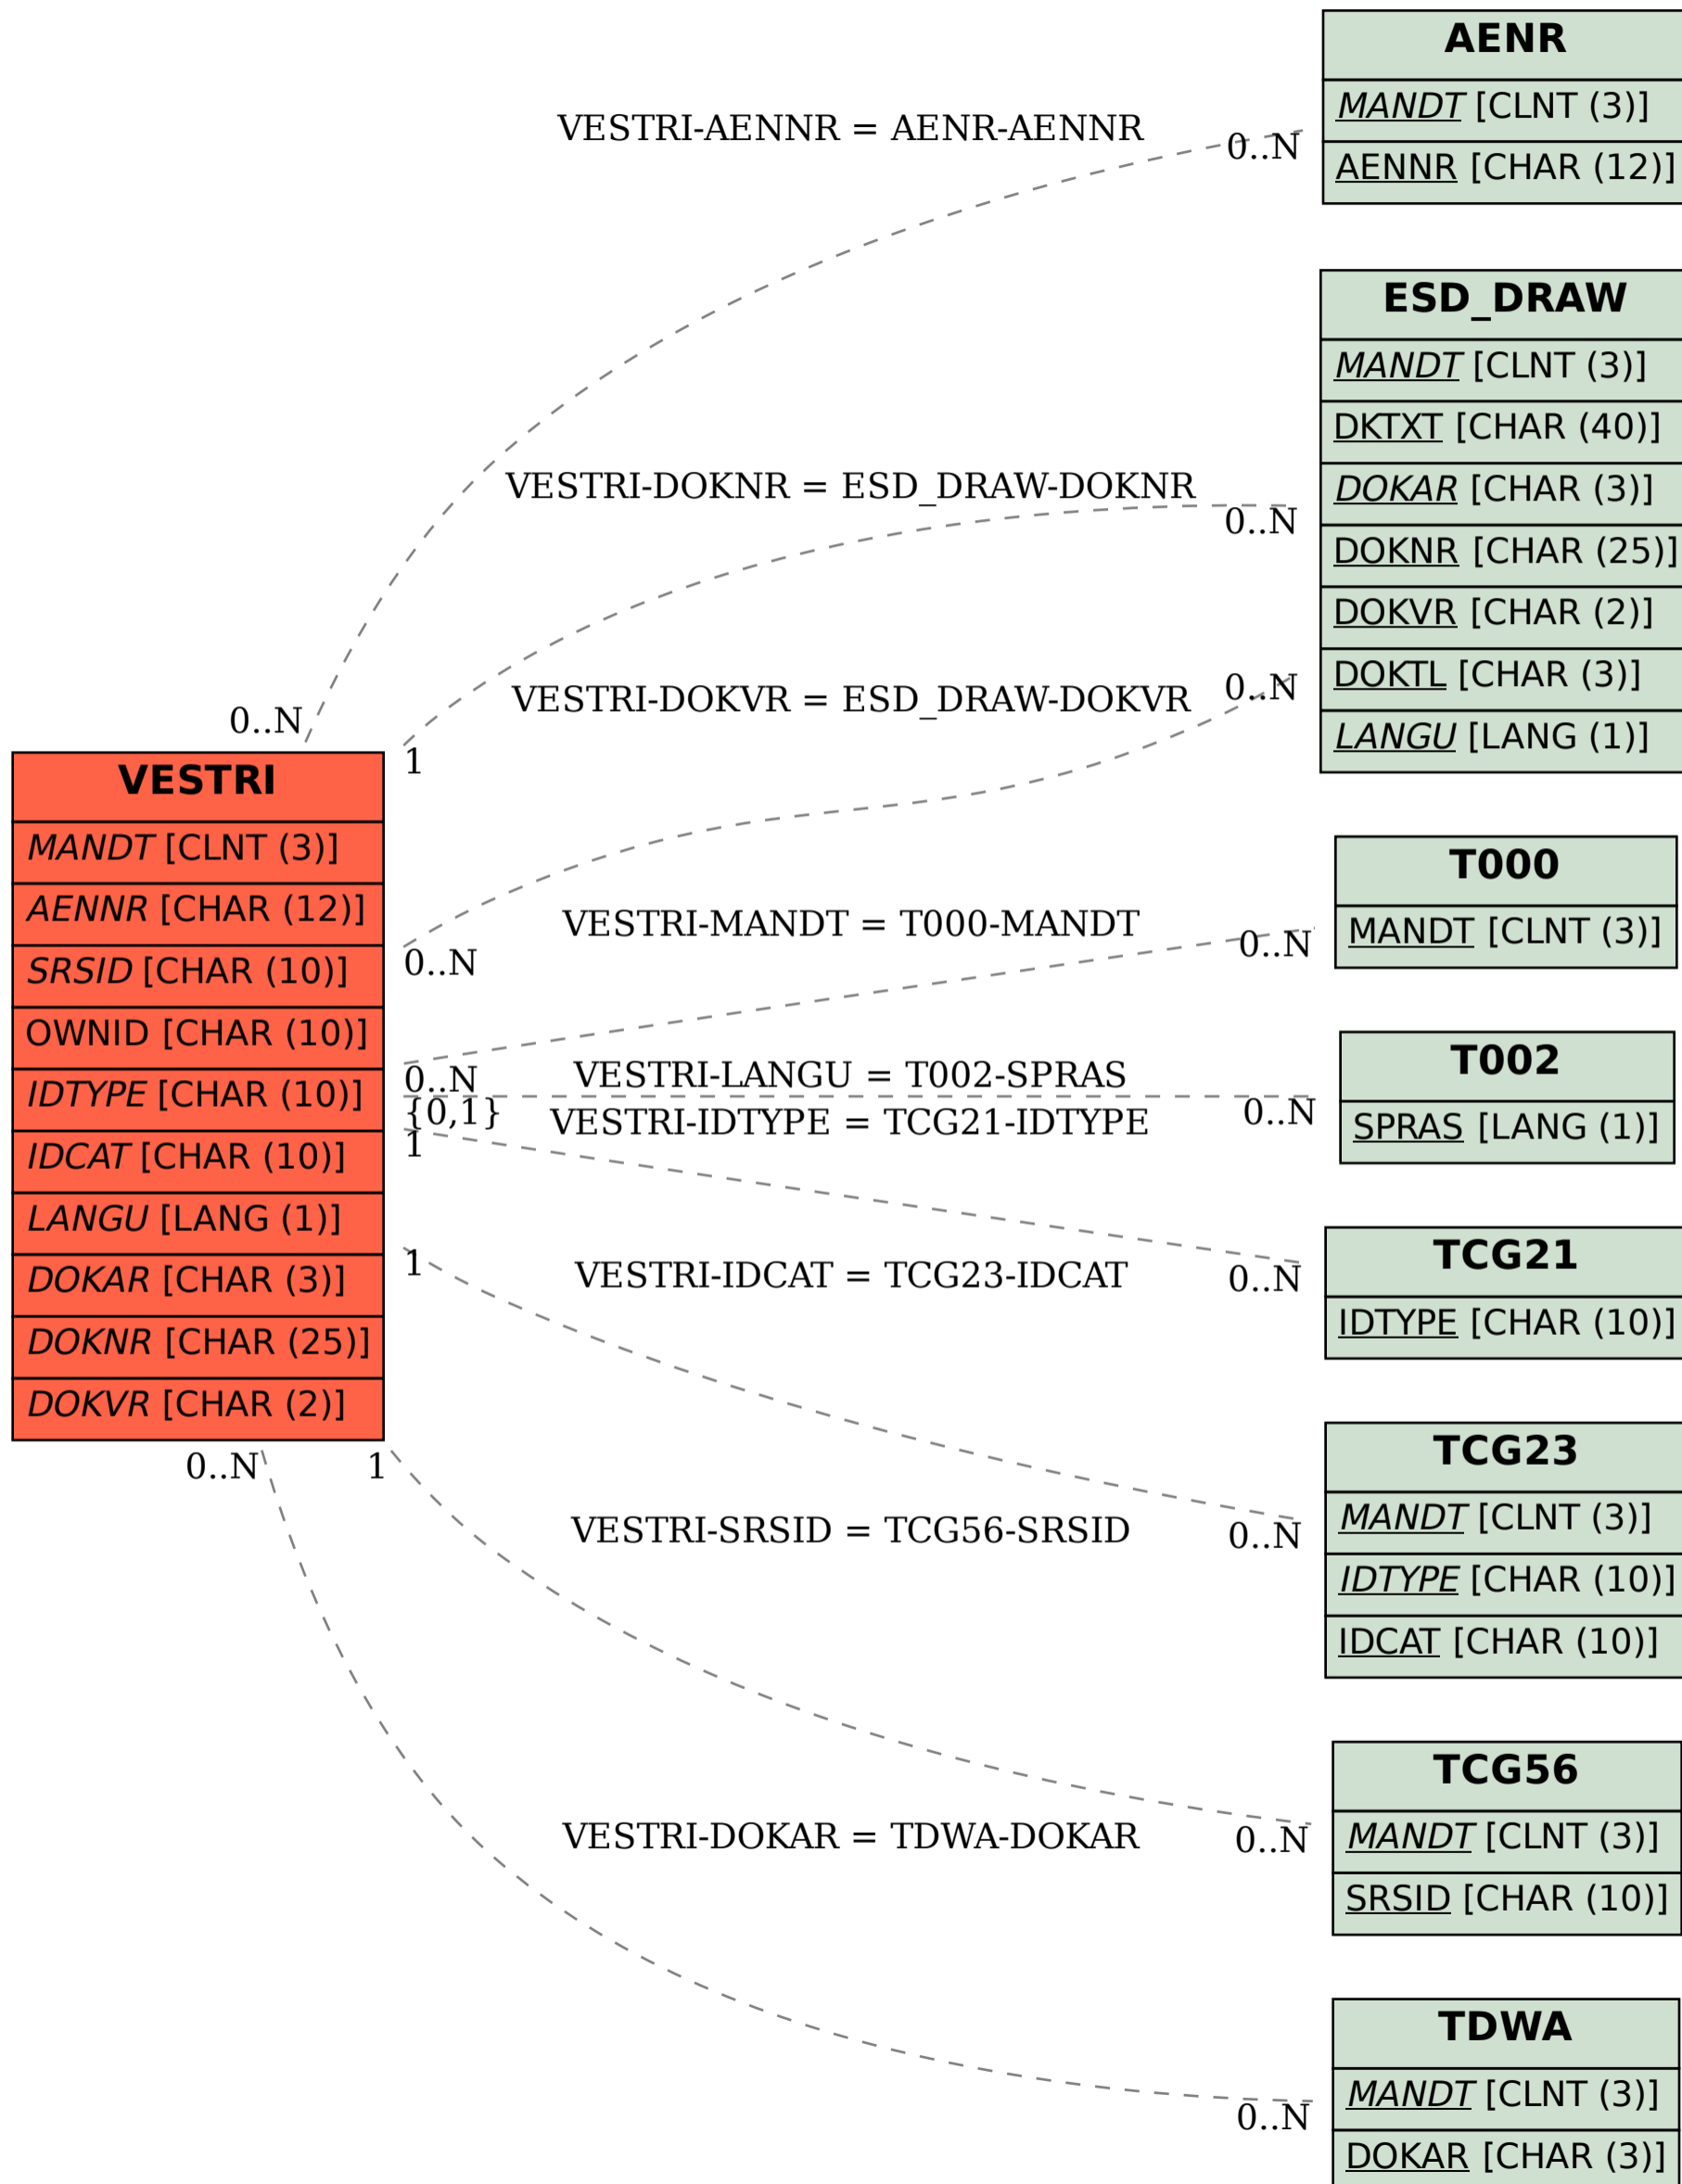 AENR
MANDT [CLNT (3)]
AENNR [CHAR (12)]
VESTRI-AENNR = AENR-AENNR
0..N
0..N
ESD_DRAW
MANDT [CLNT (3)]
DKTXT [CHAR (40)]
DOKAR [CHAR (3)]
DOKNR [CHAR (25)]
DOKVR [CHAR (2)]
DOKTL [CHAR (3)]
LANGU [LANG (1)]
VESTRI-DOKNR = ESD_DRAW-DOKNR
0..N
1
VESTRI-DOKVR = ESD_DRAW-DOKVR
0..N
0..N
VESTRI
MANDT [CLNT (3)]
AENNR [CHAR (12)]
SRSID [CHAR (10)]
OWNID [CHAR (10)]
IDTYPE [CHAR (10)]
IDCAT [CHAR (10)]
LANGU [LANG (1)]
DOKAR [CHAR (3)]
DOKNR [CHAR (25)]
DOKVR [CHAR (2)]
VESTRI-MANDT = T000-MANDT
0..N
0..N
T000
MANDT [CLNT (3)]
VESTRI-LANGU = T002-SPRAS
{0,1}
0..N
T002
SPRAS [LANG (1)]
VESTRI-IDTYPE = TCG21-IDTYPE
1
0..N
TCG21
IDTYPE [CHAR (10)]
VESTRI-IDCAT = TCG23-IDCAT
1
0..N
TCG23
MANDT [CLNT (3)]
IDTYPE [CHAR (10)]
IDCAT [CHAR (10)]
VESTRI-SRSID = TCG56-SRSID
1
0..N
TCG56
MANDT [CLNT (3)]
SRSID [CHAR (10)]
VESTRI-DOKAR = TDWA-DOKAR
0..N
0..N
TDWA
MANDT [CLNT (3)]
DOKAR [CHAR (3)]